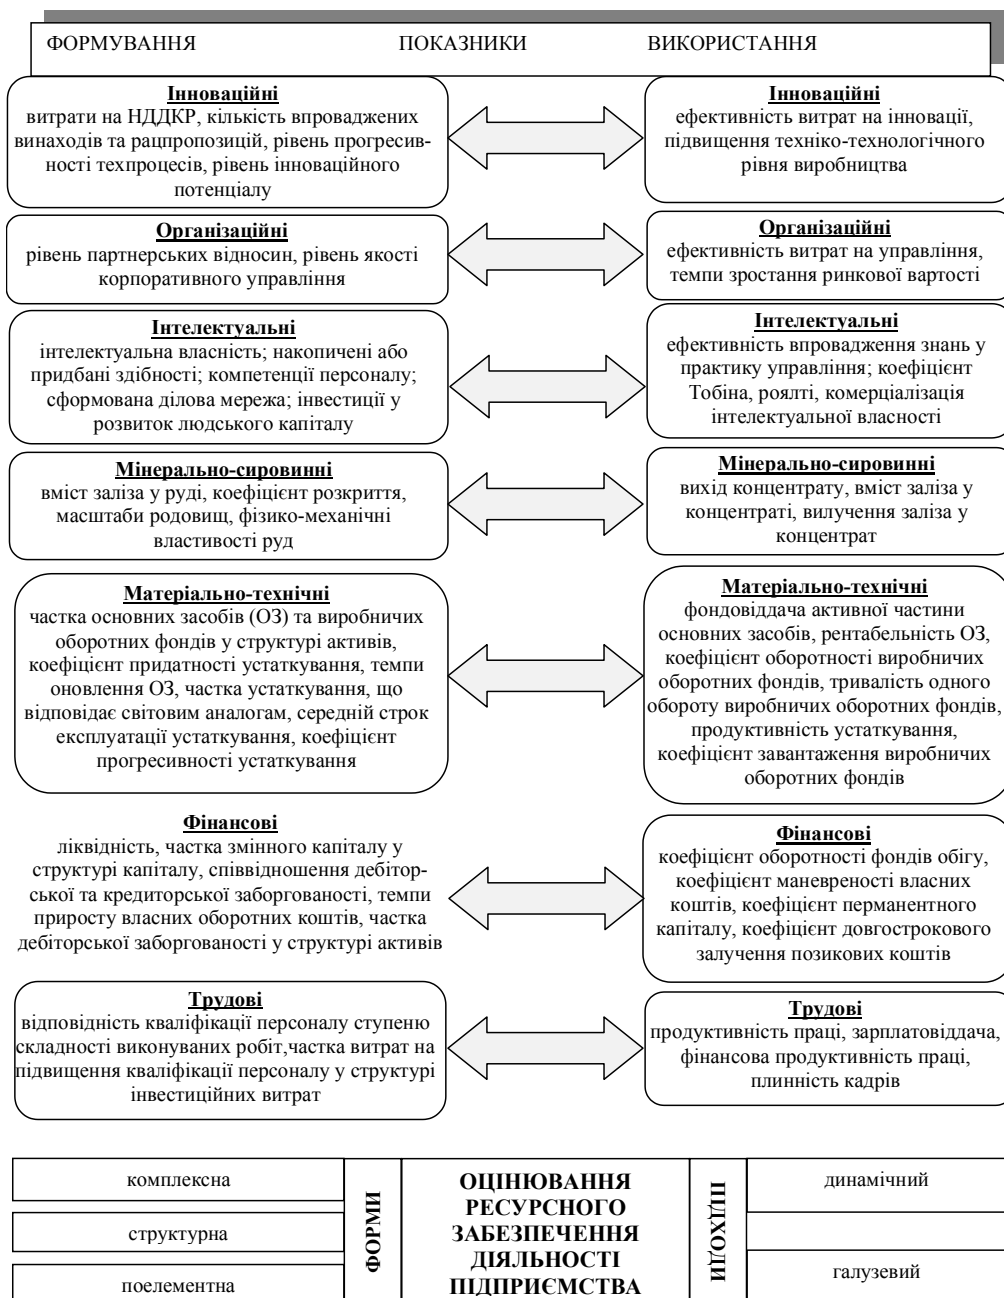 ФОРМУВАННЯ ПОКАЗНИКИ ВИКОРИСТАННЯ
Інноваційні
витрати на НДДКР, кількість впроваджених
винаходів та рацпропозицій, рівень прогресив-
ності техпроцесів, рівень інноваційного
потенціалу
Інноваційні
ефективність витрат на інновації,
підвищення техніко-технологічного
рівня виробництва
Організаційні
рівень партнерських відносин, рівень якості
корпоративного управління
Організаційні
ефективність витрат на управління,
темпи зростання ринкової вартості
Інтелектуальні
інтелектуальна власність; накопичені або
придбані здібності; компетенції персоналу;
сформована ділова мережа; інвестиції у
розвиток людського капіталу
Інтелектуальні
ефективність впровадження знань у
практику управління; коефіцієнт
Тобіна, роялті, комерціалізація
інтелектуальної власності
Мінерально-сировинні
вміст заліза у руді, коефіцієнт розкриття,
масштаби родовищ, фізико-механічні
властивості руд
Мінерально-сировинні
вихід концентрату, вміст заліза у
концентраті, вилучення заліза у
концентрат
Матеріально-технічні
частка основних засобів (ОЗ) та виробничих
оборотних фондів у структурі активів,
коефіцієнт придатності устаткування, темпи
оновлення ОЗ, частка устаткування, що
відповідає світовим аналогам, середній строк
експлуатації устаткування, коефіцієнт
прогресивності устаткування
Матеріально-технічні
фондовіддача активної частини
основних засобів, рентабельність ОЗ,
коефіцієнт оборотності виробничих
оборотних фондів, тривалість одного
обороту виробничих оборотних фондів,
продуктивність устаткування,
коефіцієнт завантаження виробничих
оборотних фондів
Фінансові
ліквідність, частка змінного капіталу у
структурі капіталу, співвідношення дебітор-
ської та кредиторської заборгованості, темпи
приросту власних оборотних коштів, частка
дебіторської заборгованості у структурі активів
Фінансові
коефіцієнт оборотності фондів обігу,
коефіцієнт маневреності власних
коштів, коефіцієнт перманентного
капіталу, коефіцієнт довгострокового
залучення позикових коштів
Трудові
відповідність кваліфікації персоналу ступеню
складності виконуваних робіт,частка витрат на
підвищення кваліфікації персоналу у структурі
інвестиційних витрат
Трудові
продуктивність праці, зарплатовіддача,
фінансова продуктивність праці,
плинність кадрів
комплексна
структурна
поелементна
ФОРМИ
ОЦІНЮВАННЯ
РЕСУРСНОГО
ЗАБЕЗПЕЧЕННЯ
ДІЯЛЬНОСТІ
ПІДПРИЄМСТВА
ПІДХОДИ
динамічний
галузевий